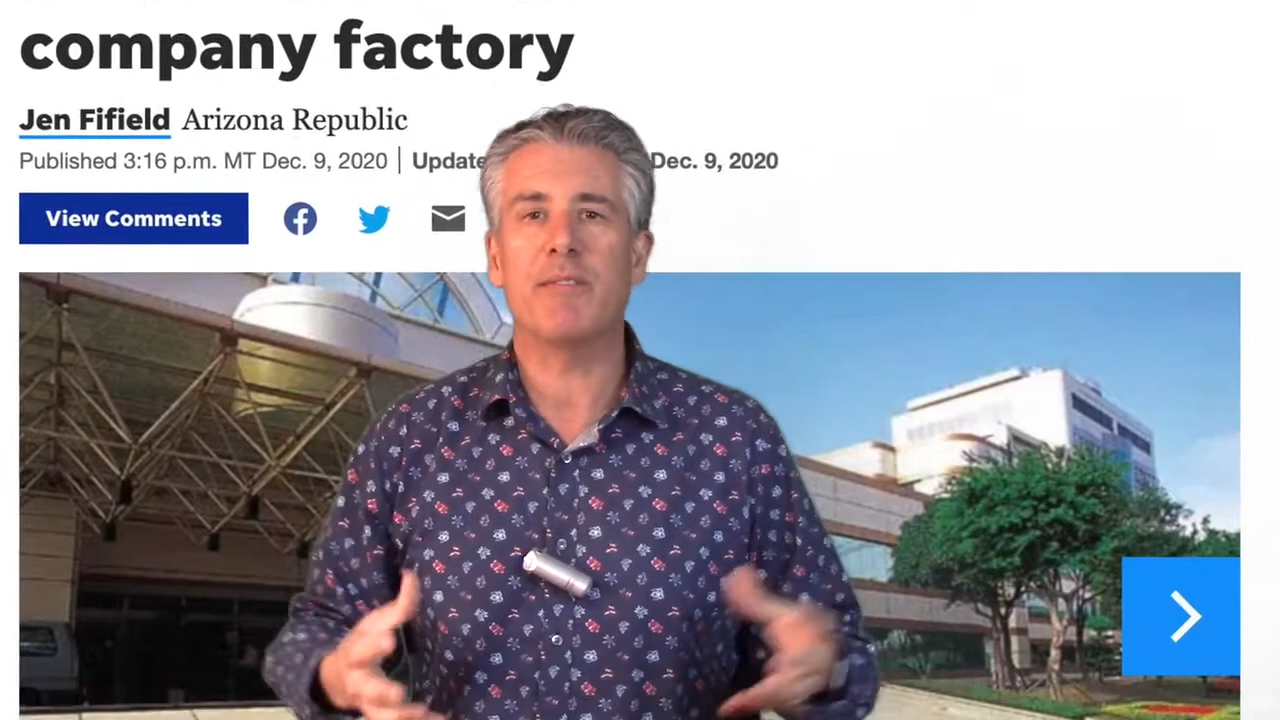 company factory
Jen Fifield Arizona Republic
Published 3:16 p.m. MT Dec. 9, 2020 | Update Dec. 9, 2020
View Comments